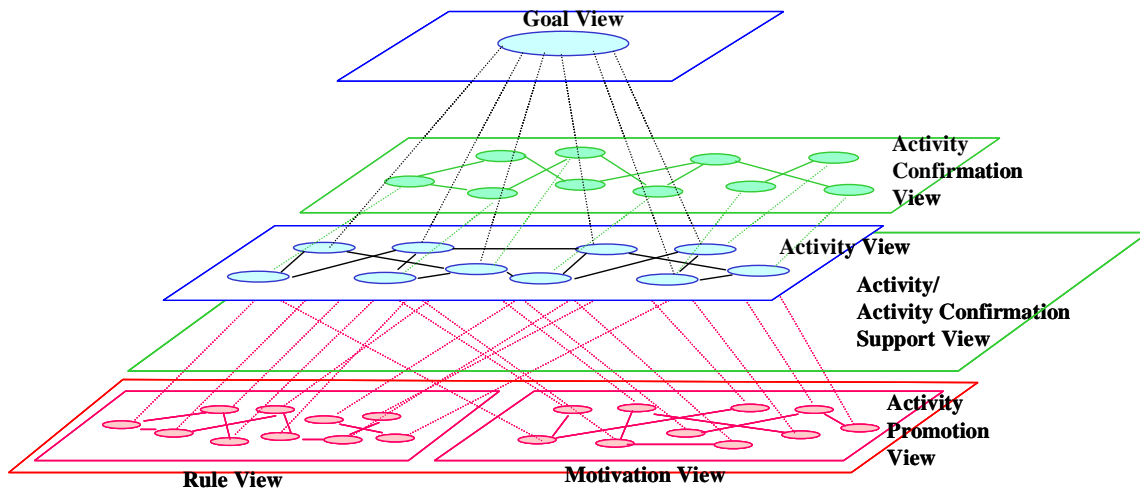 Goal View
Activity
Confirmation
View
Activity View
Activity/
Activity Confirmation
Support View
Activity
Promotion
View
Rule View
Motivation View